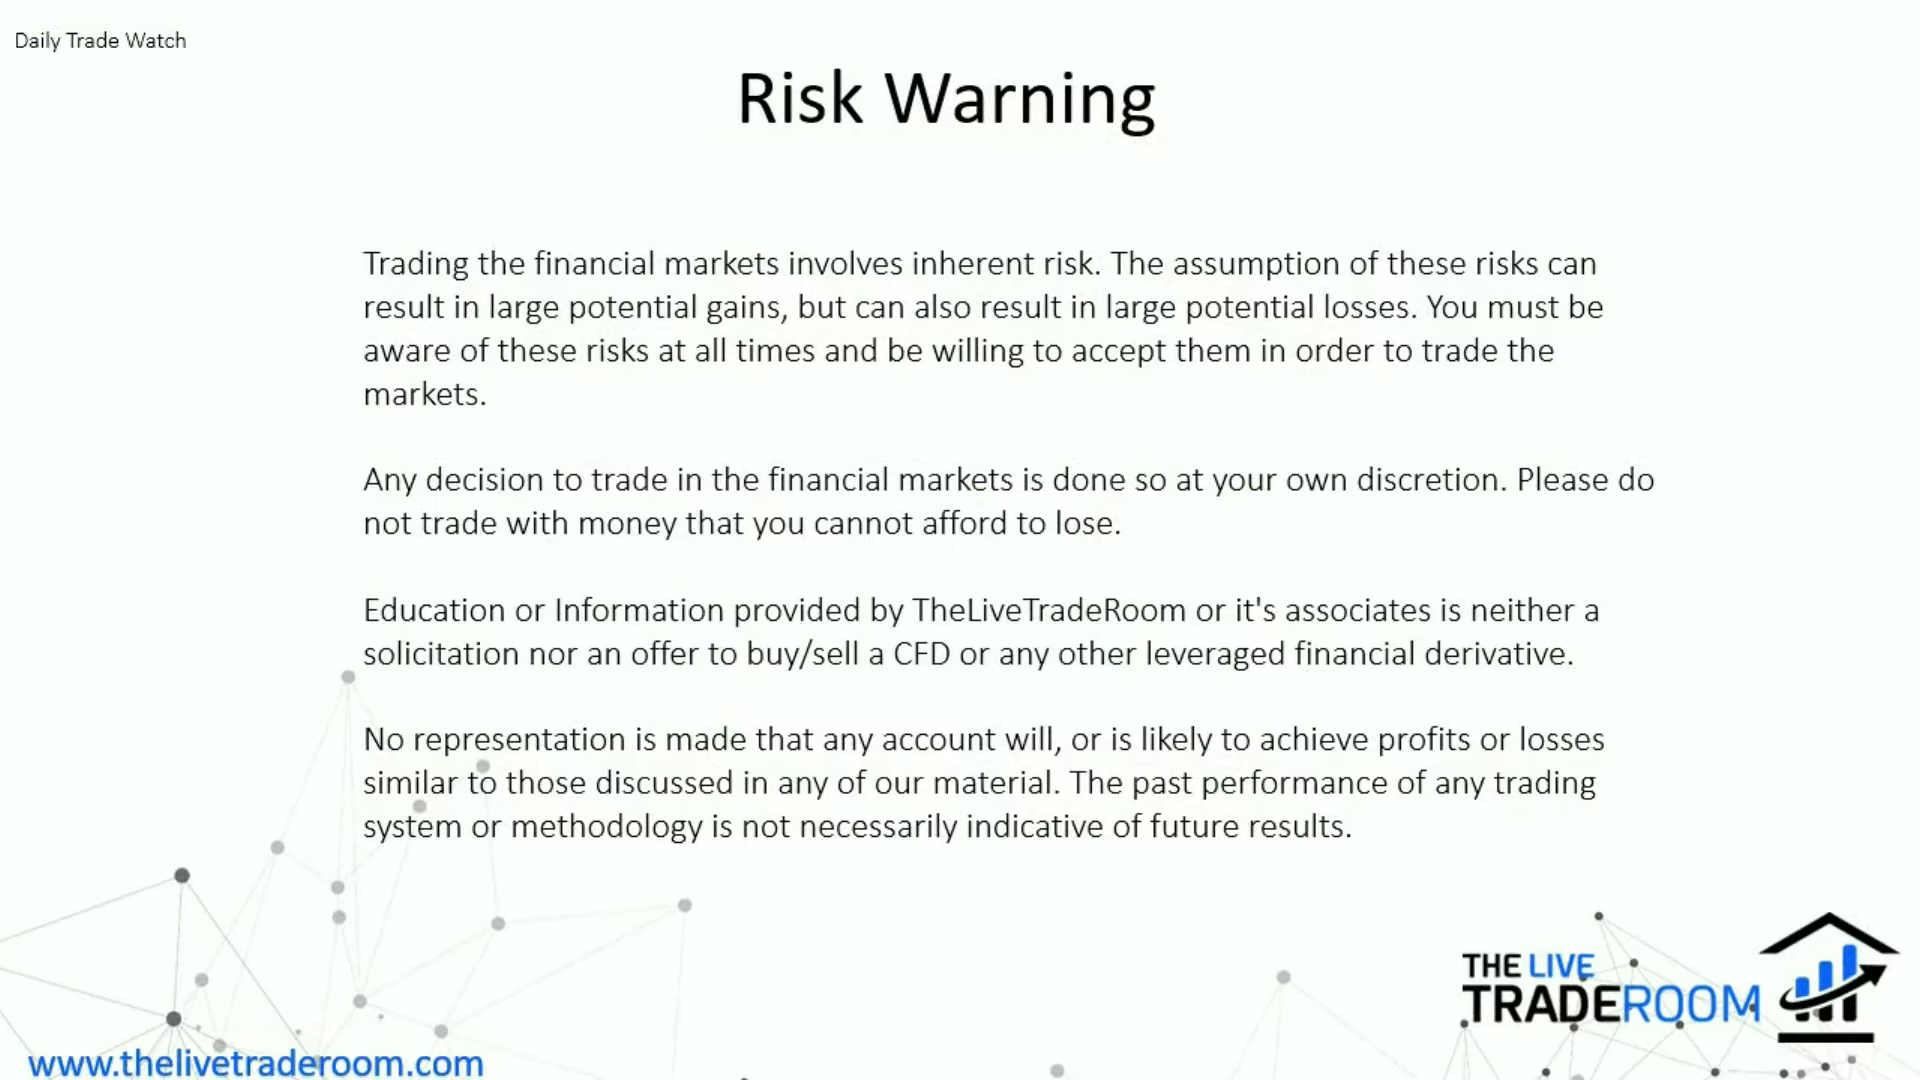 Daily Trade Watch
Risk Warning
Trading the financial markets involves inherent risk. The assumption of these risks can
result in large potential gains, but can also result in large potential losses. You must be
aware of these risks at all times and be willing to accept them in order to trade the
markets.
Any decision to trade in the financial markets is done so at your own discretion. Please do
not trade with money that you cannot afford to lose.
Education or Information provided by TheLiveTradeRoom or it's associates is neither a
solicitation nor an offer to buy/sell a CFD or any other leveraged financial derivative.
No representation is made that any account will, or is likely to achieve profits or losses
similar to those discussed in any of our material. The past performance of any trading
system or methodology is not necessarily indicative of future results.
THE LIVE
TRADEROOM
www.thelivetraderoom.com